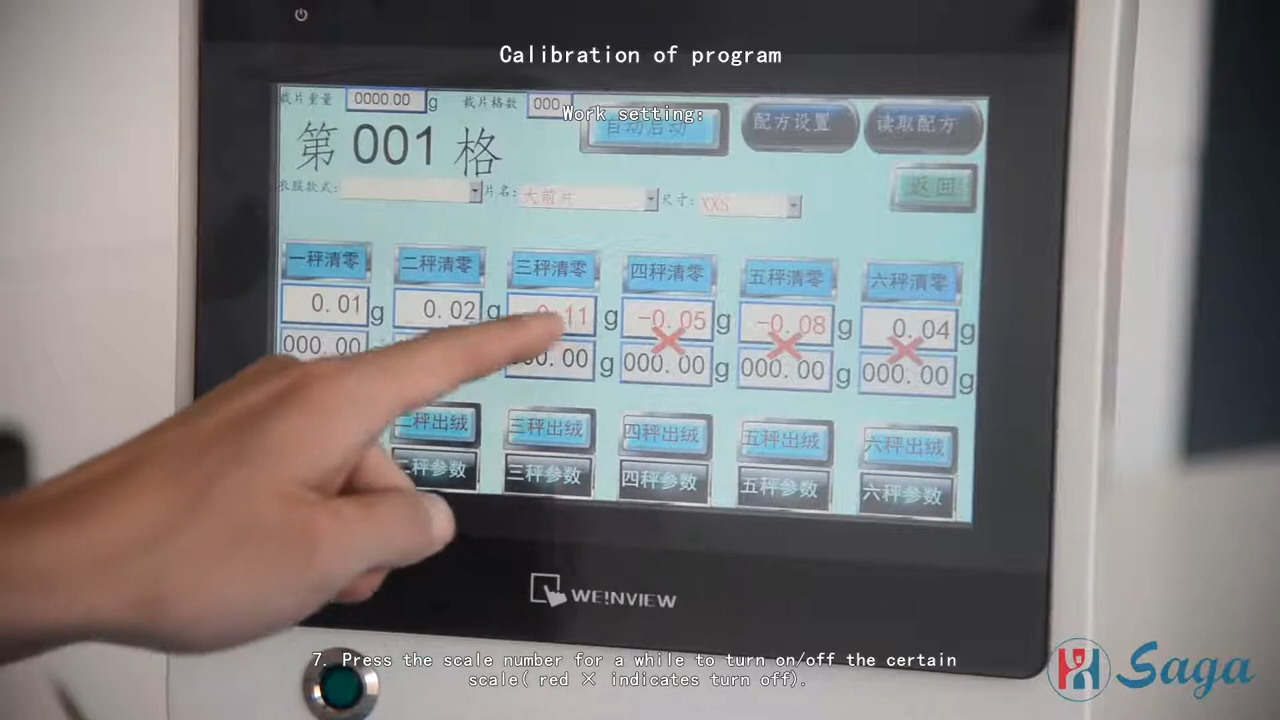 Calibration of program
裁片重量 0000.00 g 裁片格数 000
Work setting:
自动启动 配方设置 读取配方
第 001 格
返回
衣服款式: 片名: 大前片 尺寸: XXS
一秤清零 二秤清零 三秤清零 四秤清零 五秤清零 六秤清零
0.01 g 0.02 g 0.11 g -0.05 g -0.08 g 0.04 g
000.00 00.00 g 000.00 g 000.00 g 000.00 g
二秤出绒 三秤出绒 四秤出绒 五秤出绒 六秤出绒
二秤参数 三秤参数 四秤参数 五秤参数 六秤参数
WEINVIEW
7. Press the scale number for a while to turn on/off the certain
scale( red × indicates turn off).
Saga